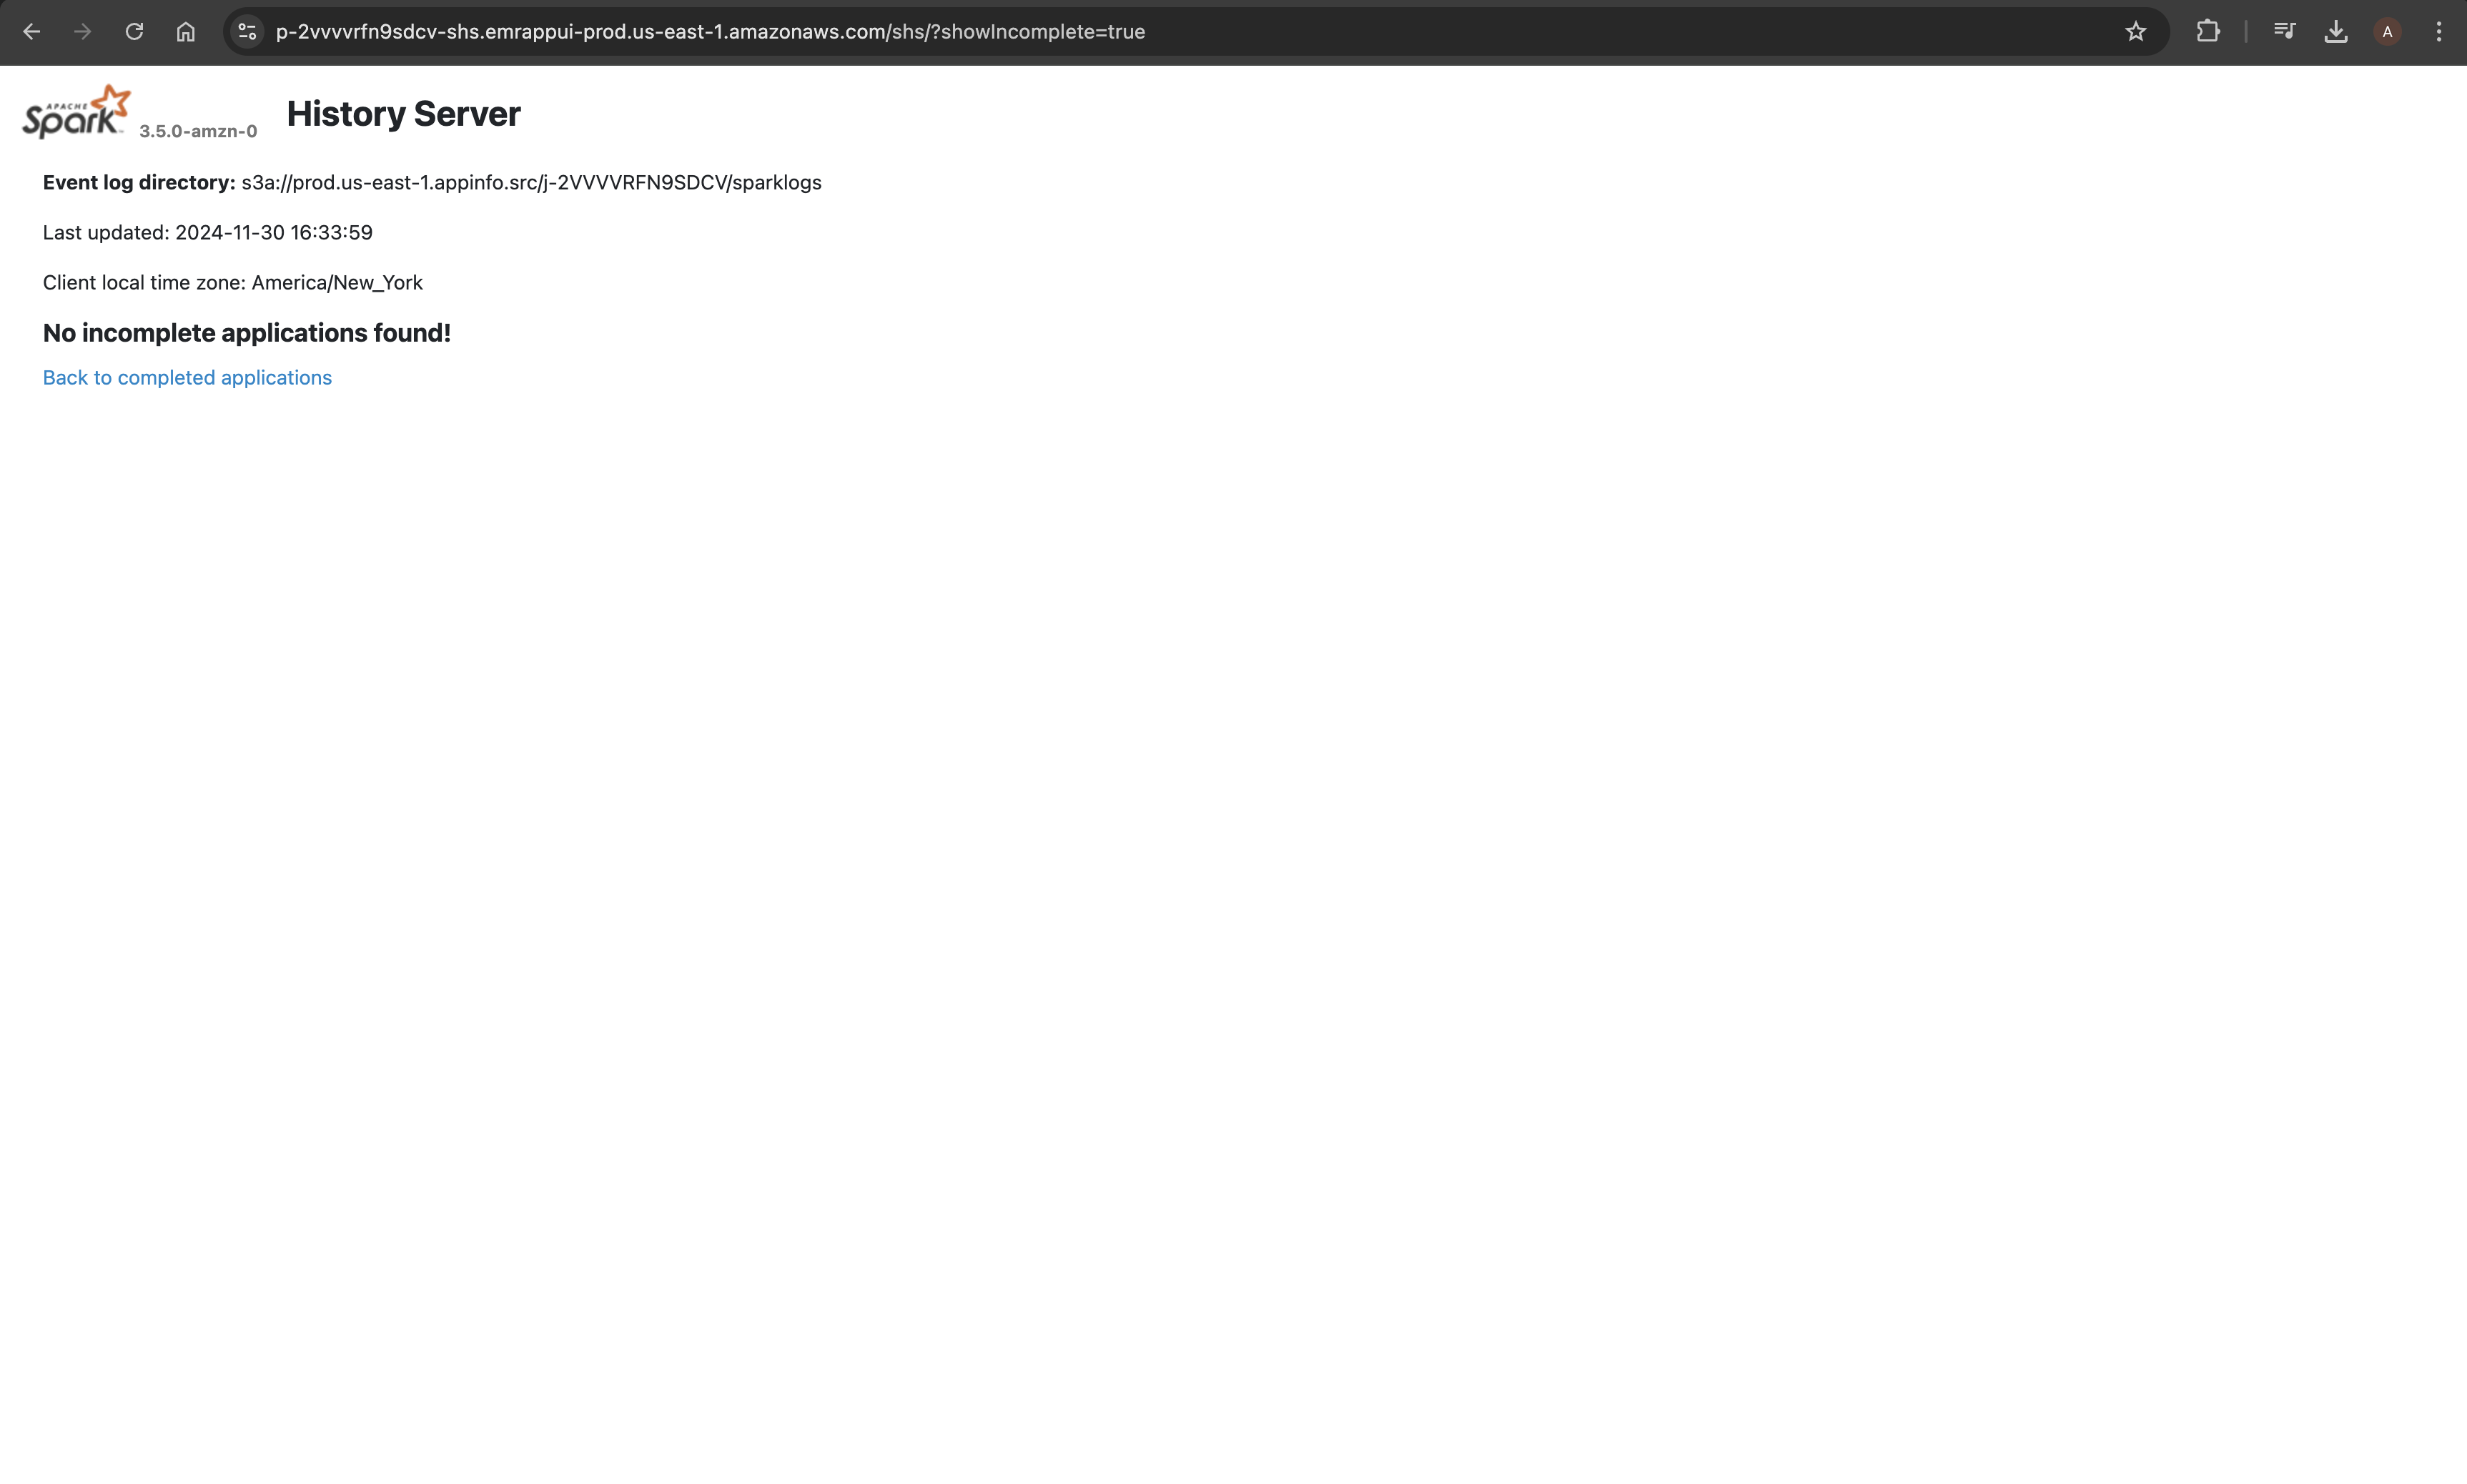 p-2vvvvrfn9sdcv-shs.emrappui-prod.us-east-1.amazonaws.com/shs/?showIncomplete=true
A
APACHE
Spark™ 3.5.0-amzn-0 History Server
Event log directory: s3a://prod.us-east-1.appinfo.src/j-2VVVVRFN9SDCV/sparklogs
Last updated: 2024-11-30 16:33:59
Client local time zone: America/New_York
No incomplete applications found!
Back to completed applications